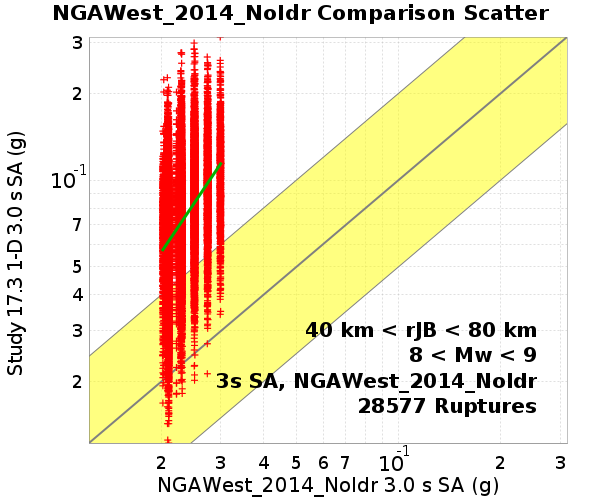 NGAWest_2014_NoIdr Comparison Scatter
3
2
10-1
7
5
4
3
2
Study 17.3 1-D 3.0 s SA (g)
40 km < rJB < 80 km
8 < Mw < 9
3s SA, NGAWest_2014_NoIdr
28577 Ruptures
2 3 4 5 6 7 10-1 2 3
NGAWest_2014_NoIdr 3.0 s SA (g)